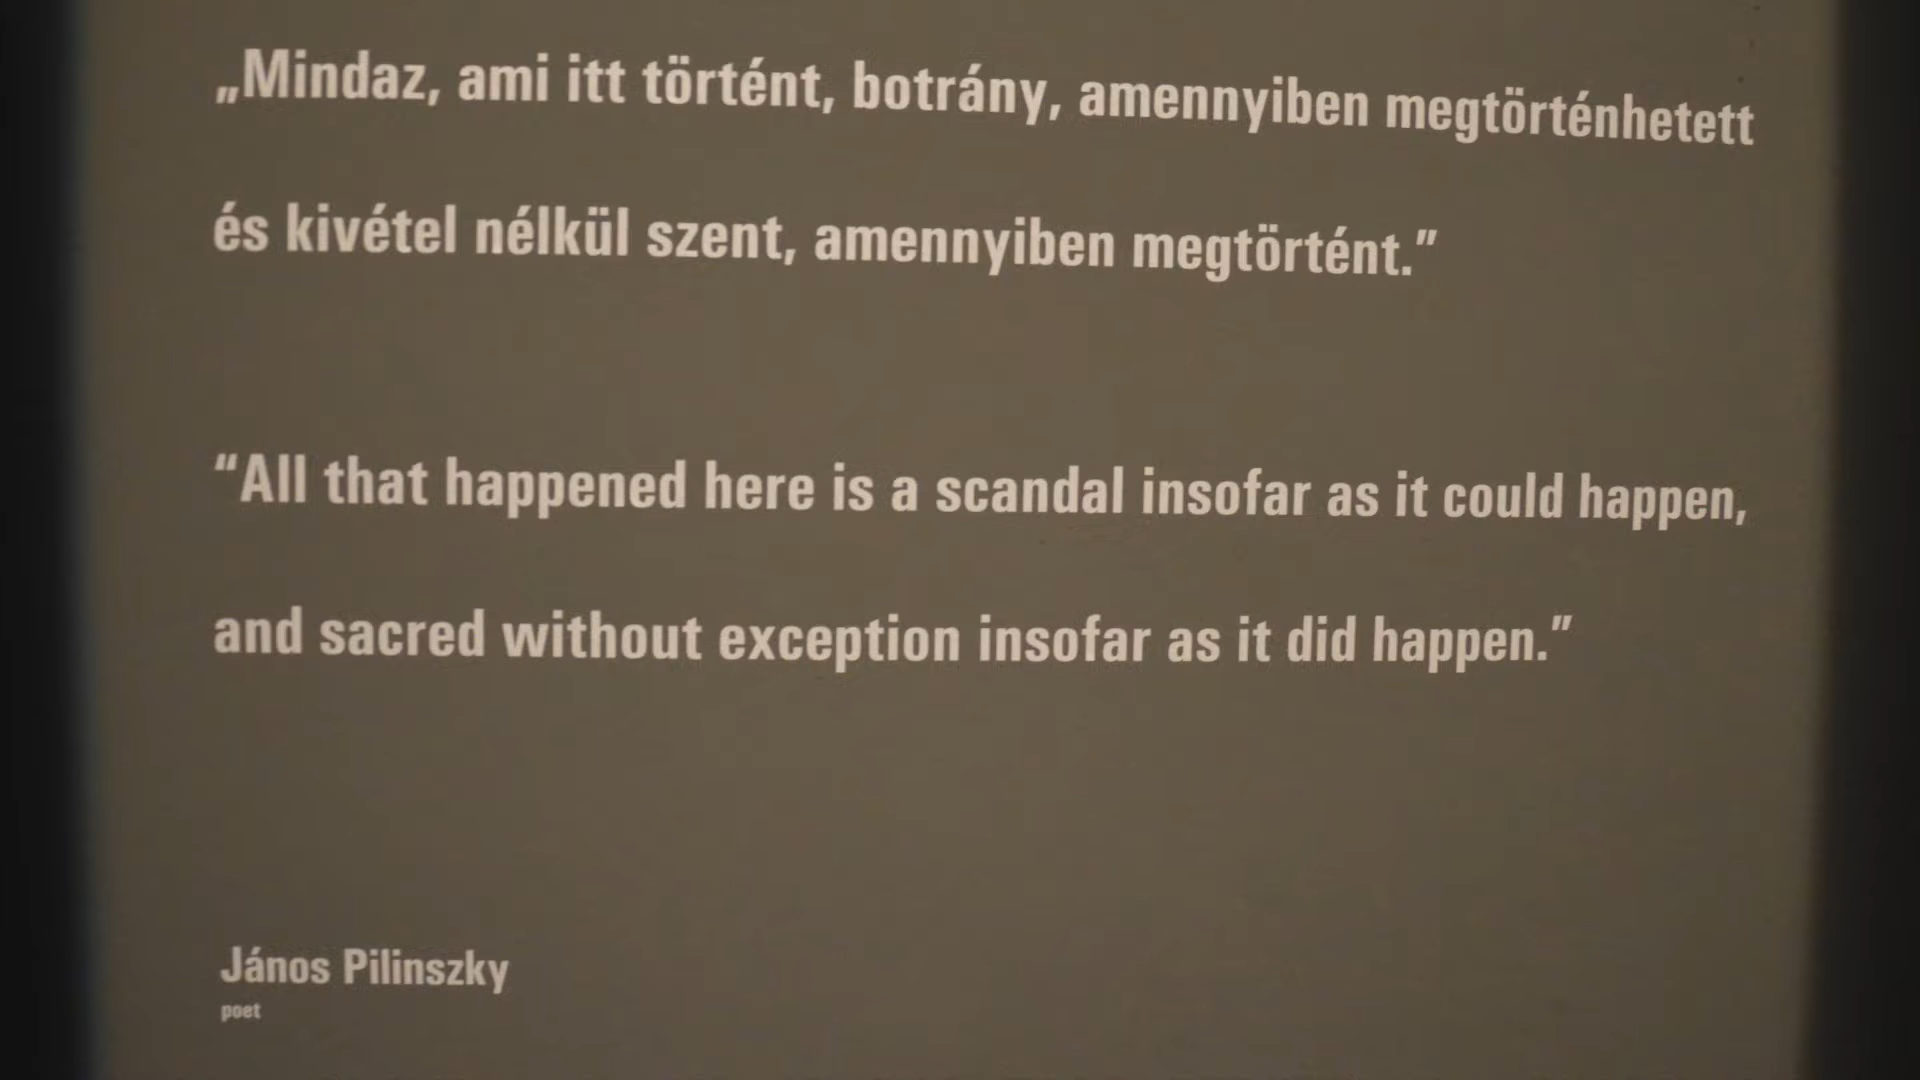 „Mindaz, ami itt történt, botrány, amennyiben megtörténhetett
és kivétel nélkül szent, amennyiben megtörtént.”
“All that happened here is a scandal insofar as it could happen,
and sacred without exception insofar as it did happen.”
János Pilinszky
poet